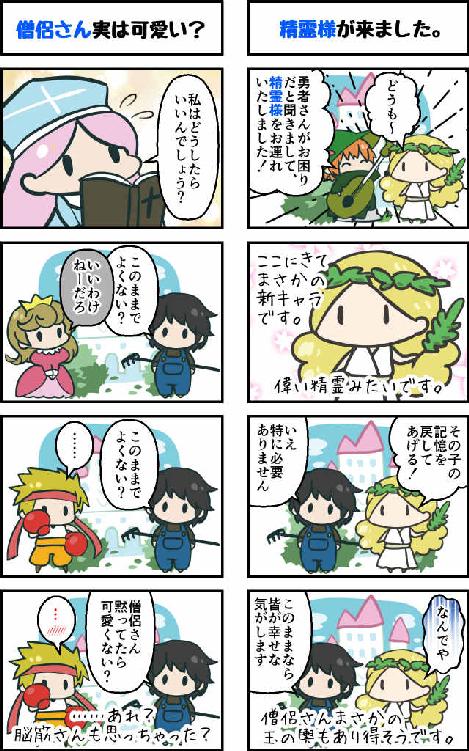 精霊様が来ました。
どうも〜
勇者さんがお困り
だと聞きまして、
精霊様をお連れ
いたしました！
ここにきて
まさかの
新キャラ
です。
偉い精霊みたいです。
その子の
記憶を
戻して
あげる！
いえ
特に必要
ありません
なんでや
このままなら
皆が幸せな
気がします
僧侶さんまさかの
玉の輿もあり得そうです。
僧侶さん実は可愛い？
私はどうしたら
いいんでしょう？
このままで
よくない？
いいわけ
ねーだろ
このままで
よくない？
……
僧侶さん
黙ってたら
可愛くない？
…
……あれ？
脳筋さんも思っちゃった？